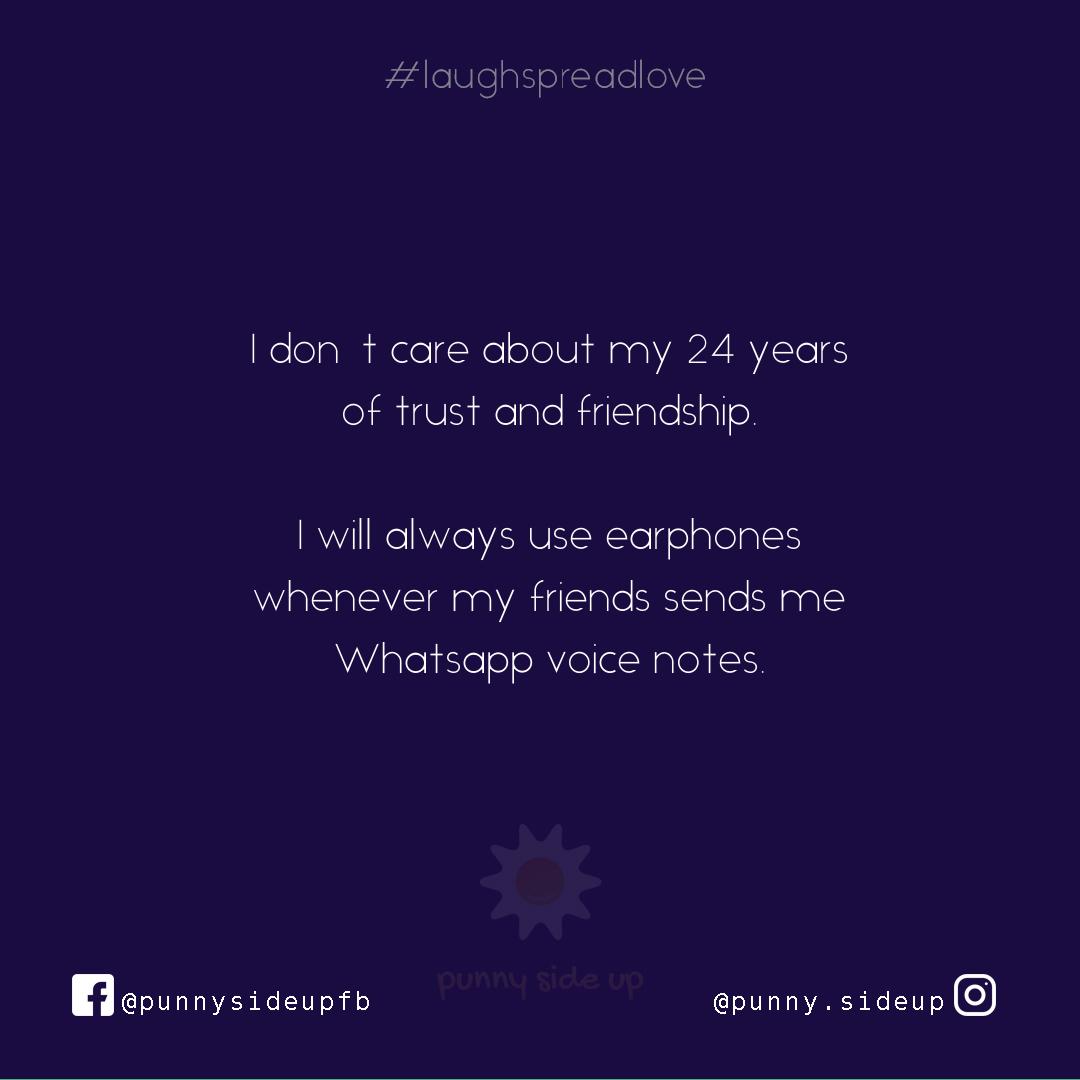 #laughspreadlove
I don t care about my 24 years
of trust and friendship.
I will always use earphones
whenever my friends sends me
Whatsapp voice notes.
punny side up
@punnysideupfb
@punny.sideup